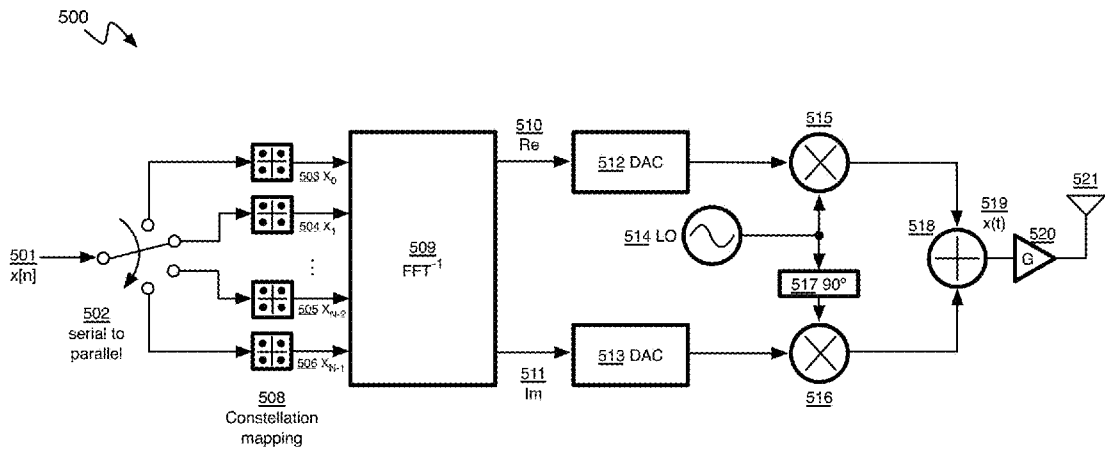 500
501
x[n]
502
serial to
parallel
503 X0
504 X1
⋮
505 XN-2
506 XN-1
508
Constellation
mapping
509
FFT-1
510
Re
511
Im
512 DAC
513 DAC
514 LO
515
516
517 90°
518
519
x(t)
520
G
521